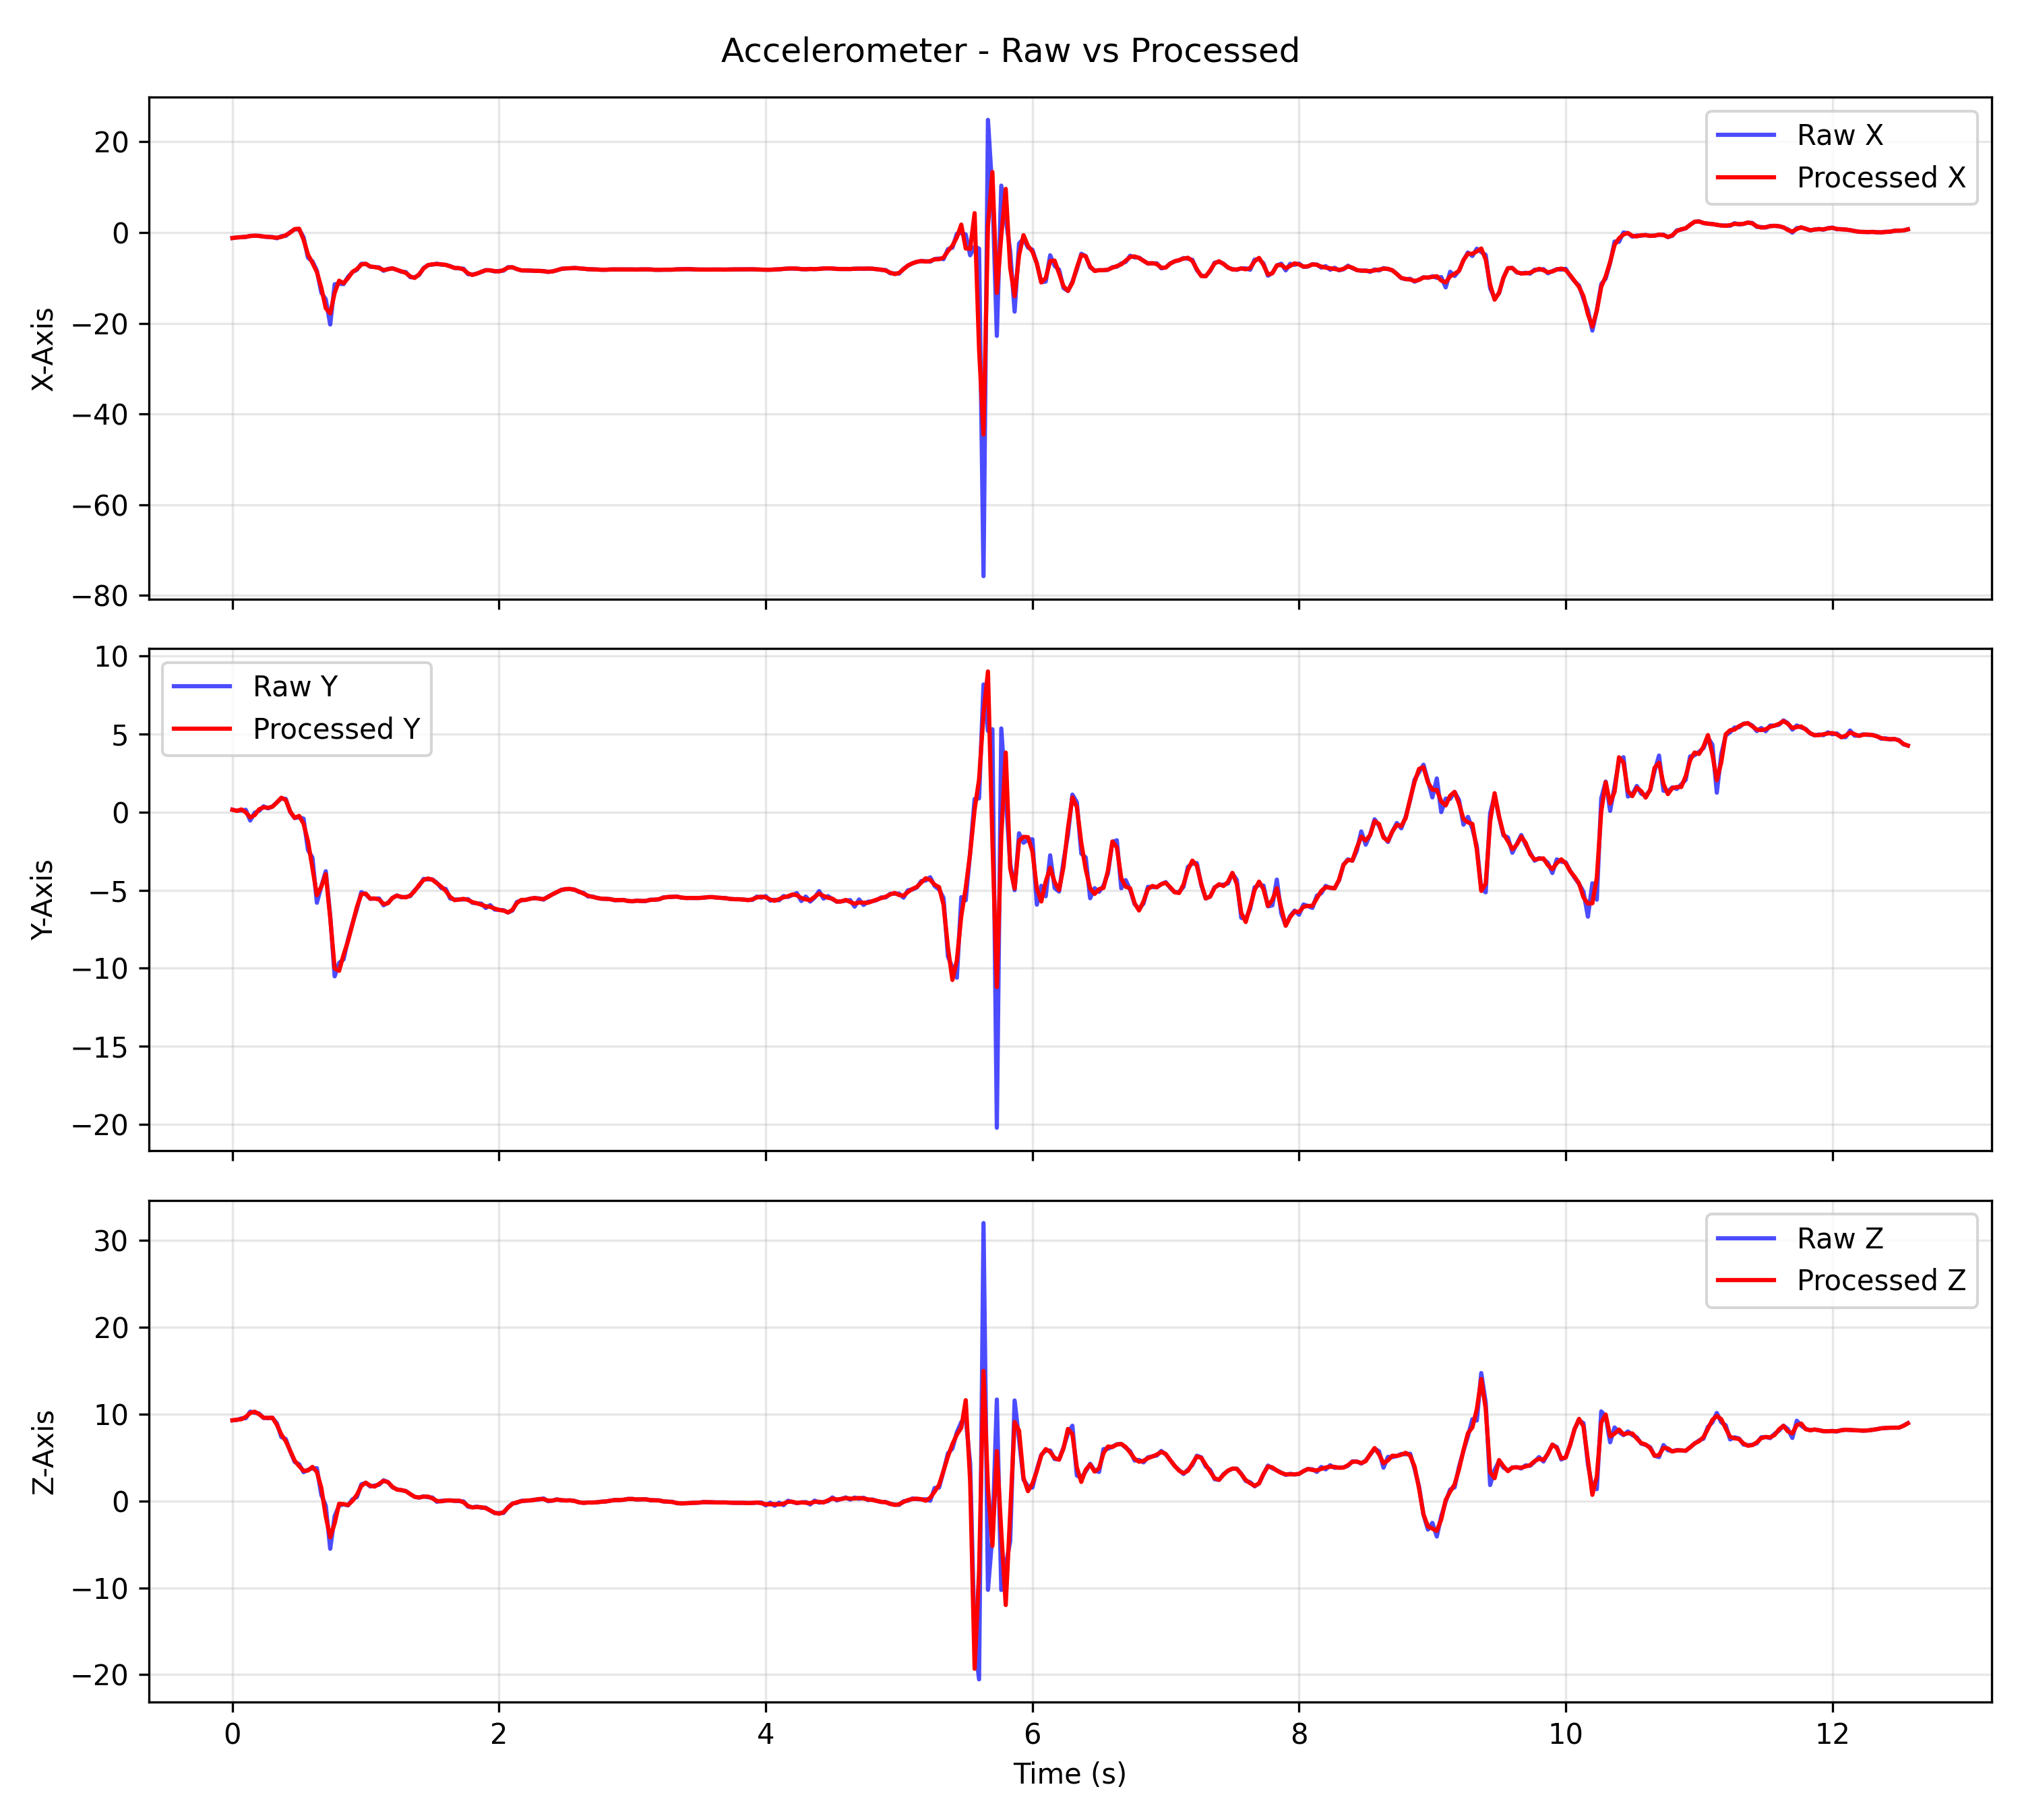 Accelerometer - Raw vs Processed
20
0
−20
−40
−60
−80
X-Axis
Raw X
Processed X
10
5
0
−5
−10
−15
−20
Y-Axis
Raw Y
Processed Y
30
20
10
0
−10
−20
Z-Axis
Raw Z
Processed Z
0 2 4 6 8 10 12
Time (s)